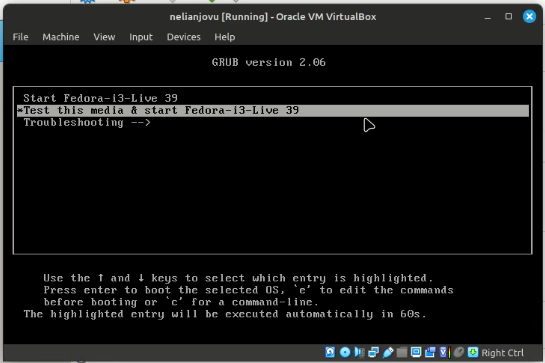 nelianjovu [Running] - Oracle VM VirtualBox
File Machine View Input Devices Help
GRUB version 2.06
Start Fedora-i3-Live 39
*Test this media & start Fedora-i3-Live 39
Troubleshooting -->
Use the ↑ and ↓ keys to select which entry is highlighted.
Press enter to boot the selected OS, `e' to edit the commands
before booting or `c' for a command-line.
The highlighted entry will be executed automatically in 60s.
Right Ctrl